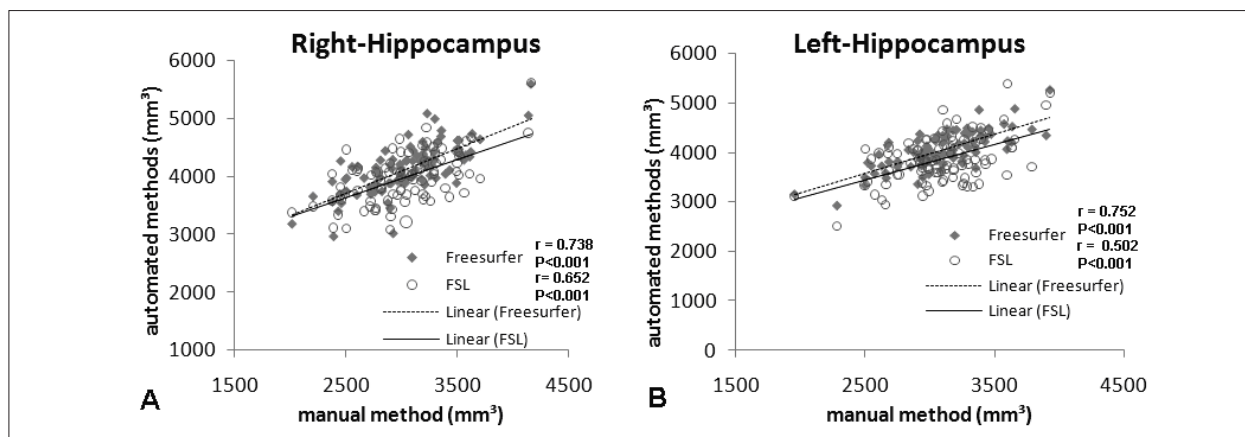 Right-Hippocampus
automated methods (mm³)
6000
5000
4000
3000
2000
1000
Freesurfer
r = 0.738
P<0.001
FSL
r= 0.652
P<0.001
Linear (Freesurfer)
Linear (FSL)
1500 2500 3500 4500
manual method (mm³)
A
Left-Hippocampus
automated methods (mm³)
6000
5000
4000
3000
2000
1000
0
Freesurfer
r = 0.752
P<0.001
FSL
r = 0.502
P<0.001
Linear (Freesurfer)
Linear (FSL)
1500 2500 3500 4500
manual method (mm³)
B